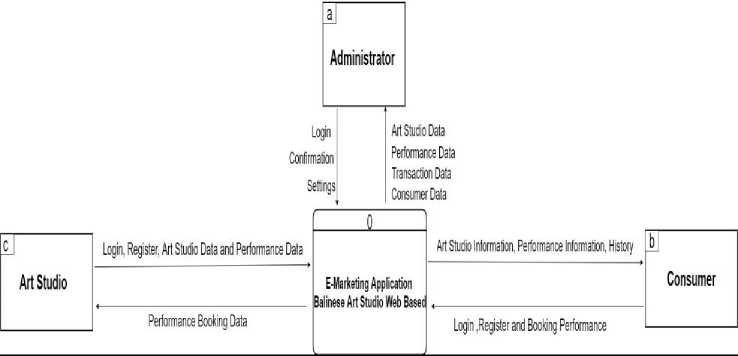 a
Administrator
Login
Confirmation
Settings
Art Studio Data
Performance Data
Transaction Data
Consumer Data
c
Art Studio
Login, Register, Art Studio Data and Performance Data
Performance Booking Data
0
E-Marketing Application
Balinese Art Studio Web Based
Art Studio Information, Performance Information, History
Login ,Register and Booking Performance
b
Consumer